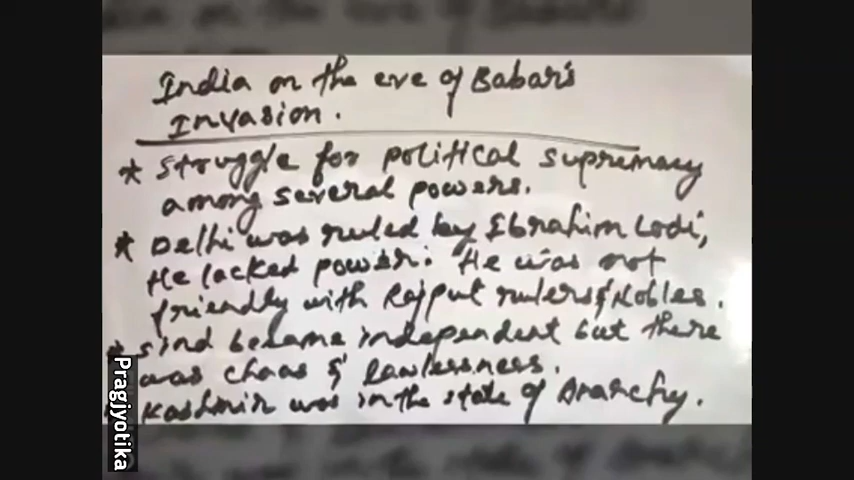 India on the eve of Babar's
Invasion.
* Struggle for political supremacy
among several powers.
* Delhi was ruled by Ibrahim Lodi,
He lacked power. He was not
friendly with Rajput rulers & Nobles.
* Sind became independent but there
was chaos & lawlessness.
Kashmir was in the state of Anarchy.
Pragjyotika